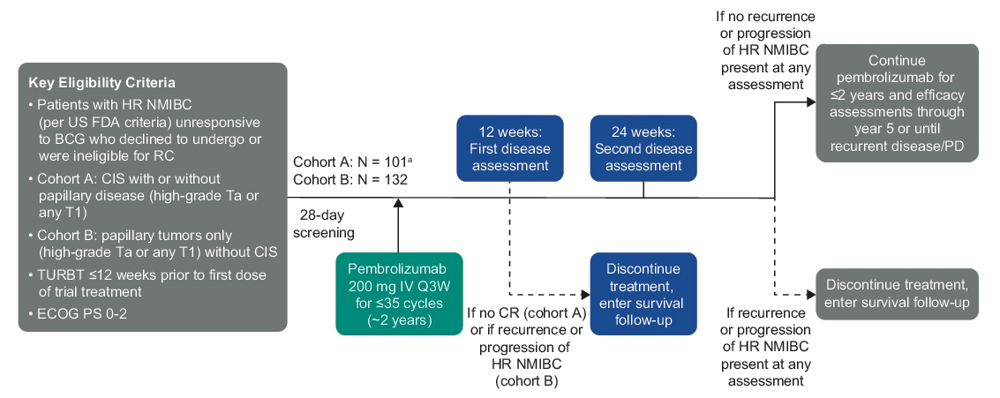 Key Eligibility Criteria
• Patients with HR NMIBC
(per US FDA criteria) unresponsive
to BCG who declined to undergo or
were ineligible for RC
• Cohort A: CIS with or without
papillary disease (high-grade Ta or
any T1)
• Cohort B: papillary tumors only
(high-grade Ta or any T1) without CIS
• TURBT ≤12 weeks prior to first dose
of trial treatment
• ECOG PS 0-2
Cohort A: N = 101ᵃ
Cohort B: N = 132
28-day
screening
Pembrolizumab
200 mg IV Q3W
for ≤35 cycles
(~2 years)
12 weeks:
First disease
assessment
If no CR (cohort A)
or if recurrence or
progression of
HR NMIBC
(cohort B)
Discontinue
treatment,
enter survival
follow-up
24 weeks:
Second disease
assessment
If no recurrence
or progression
of HR NMIBC
present at any
assessment
Continue
pembrolizumab for
≤2 years and efficacy
assessments through
year 5 or until
recurrent disease/PD
If recurrence
or progression
of HR NMIBC
present at any
assessment
Discontinue treatment,
enter survival follow-up